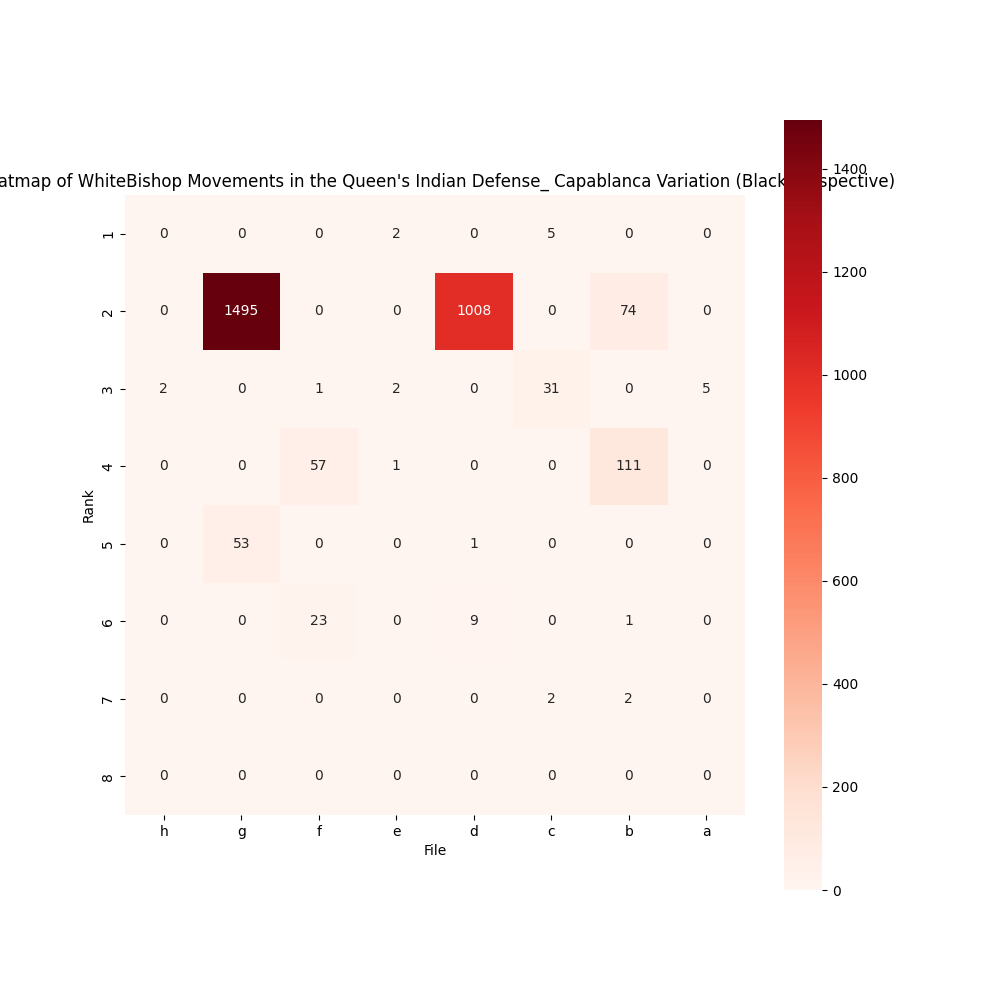 atmap of WhiteBishop Movements in the Queen's Indian Defense_ Capablanca Variation (Black spective)
1400
1 0 0 0 2 0 5 0 0
1200
2 0 1495 0 0 1008 0 74 0
1000
3 2 0 1 2 0 31 0 5
800
4 0 0 57 1 0 0 111 0
Rank
5 0 53 0 0 1 0 0 0
600
6 0 0 23 0 9 0 1 0
400
7 0 0 0 0 0 2 2 0
200
8 0 0 0 0 0 0 0 0
h g f e d c b a
File
0